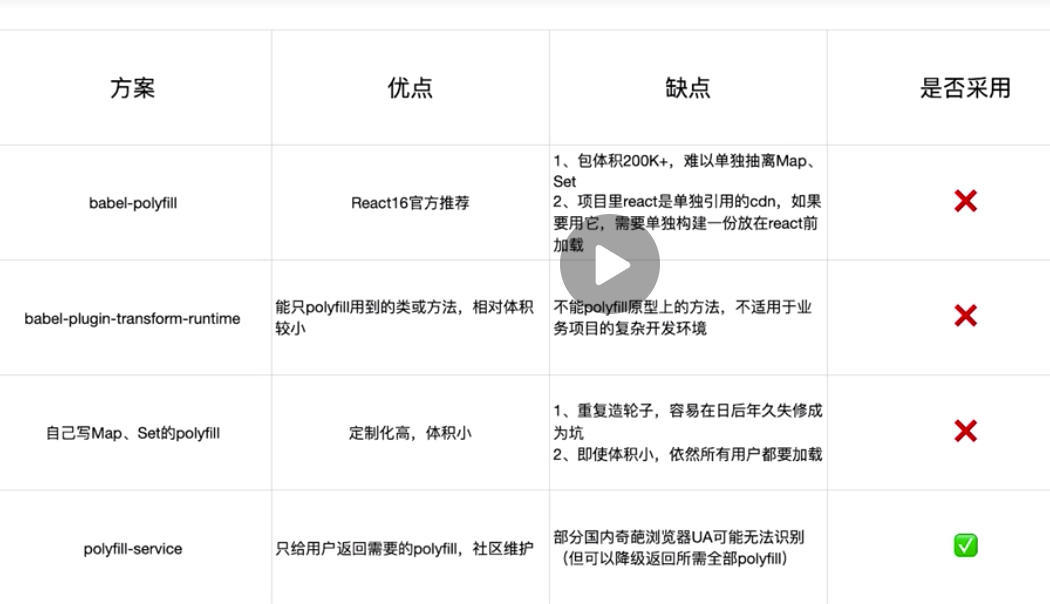 方案
优点
缺点
是否采用
babel-polyfill
React16官方推荐
1、包体积200K+，难以单独抽离Map、
Set
2、项目里react是单独引用的cdn，如果
要用它，需要单独构建一份放在react前
加载
babel-plugin-transform-runtime
能只polyfill用到的类或方法，相对体积
较小
不能polyfill原型上的方法，不适用于业
务项目的复杂开发环境
自己写Map、Set的polyfill
定制化高，体积小
1、重复造轮子，容易在日后年久失修成
为坑
2、即使体积小，依然所有用户都要加载
polyfill-service
只给用户返回需要的polyfill，社区维护
部分国内奇葩浏览器UA可能无法识别
（但可以降级返回所需全部polyfill）